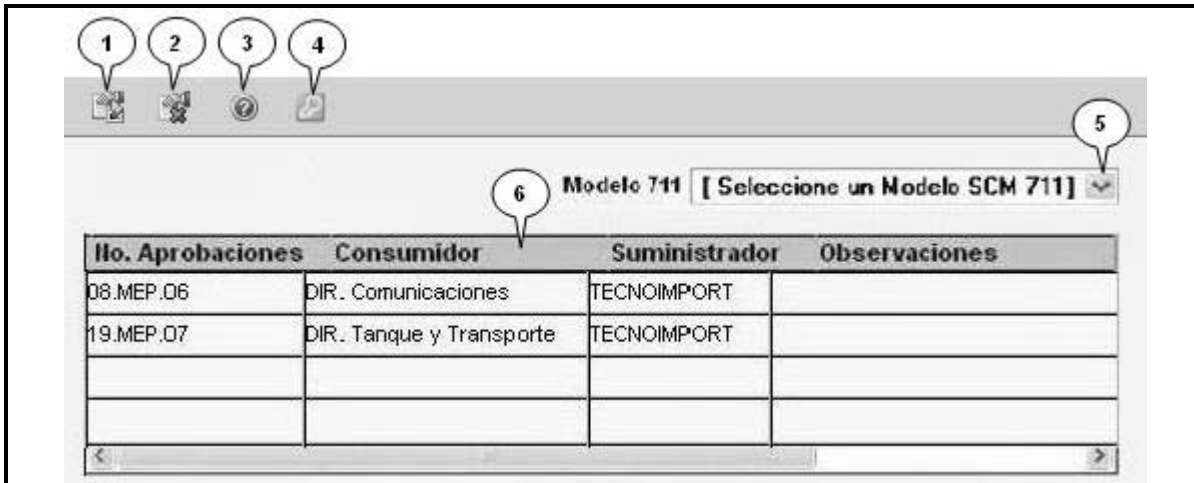 1 2 3 4
5
6
Modelo 711 [ Seleccione un Modelo SCM 711]
No. Aprobaciones Consumidor Suministrador Observaciones
08.MEP.06 DIR. Comunicaciones TECNOIMPORT
19.MEP.07 DIR. Tanque y Transporte TECNOIMPORT